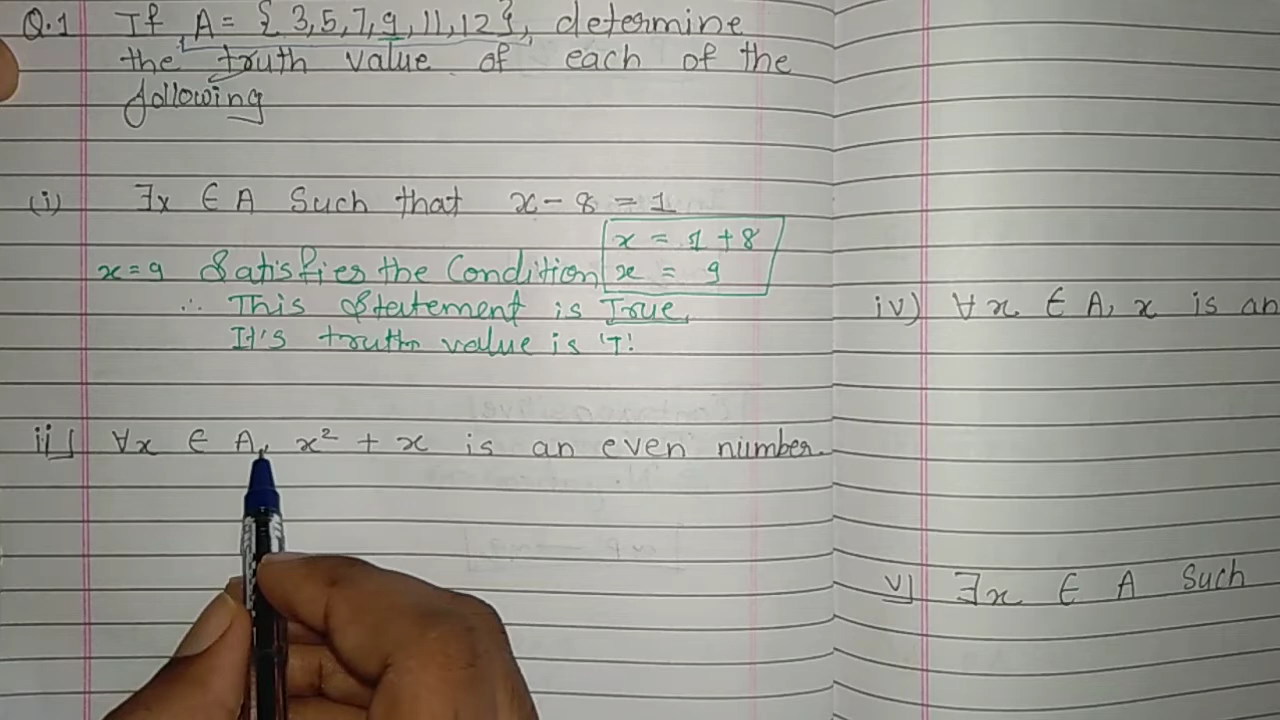 Q.1 If A = { 3,5,7,9,11,12 }, determine
the truth value of each of the
following
(i) ∃x ∈ A Such that x - 8 = 1
x = 1 + 8
x = 9
x = 9 Satisfies the Condition
∴ This Statement is True.
It's truth value is 'T'.
ii] ∀x ∈ A, x² + x is an even number.
iv) ∀x ∈ A, x is an
v] ∃x ∈ A Such